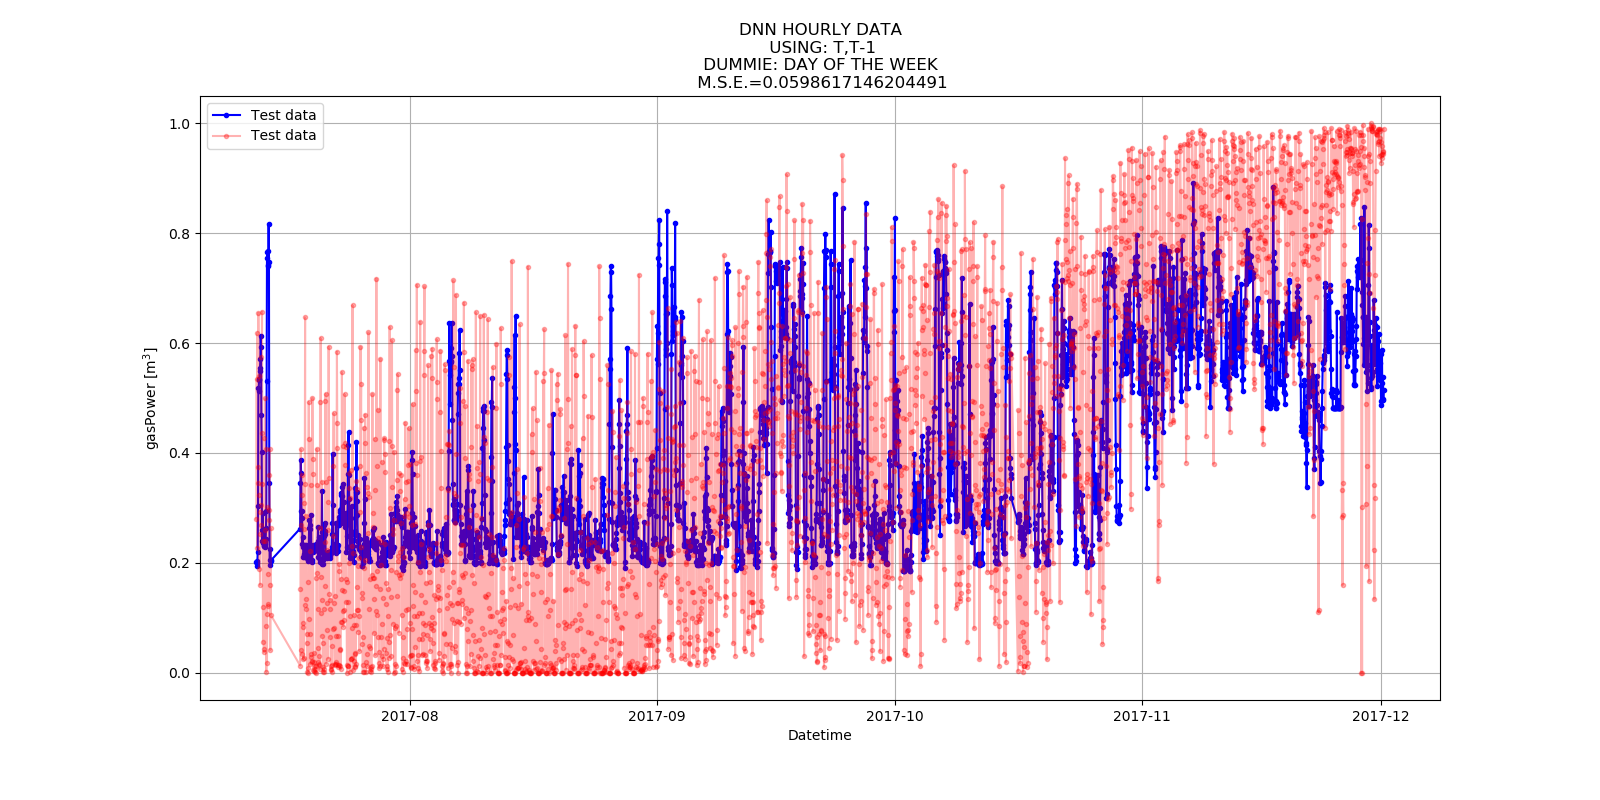 DNN HOURLY DATA
USING: T,T-1
DUMMIE: DAY OF THE WEEK
M.S.E.=0.0598617146204491
Test data
Test data
1.0
0.8
0.6
0.4
0.2
0.0
gasPower [m³]
2017-08
2017-09
2017-10
2017-11
2017-12
Datetime